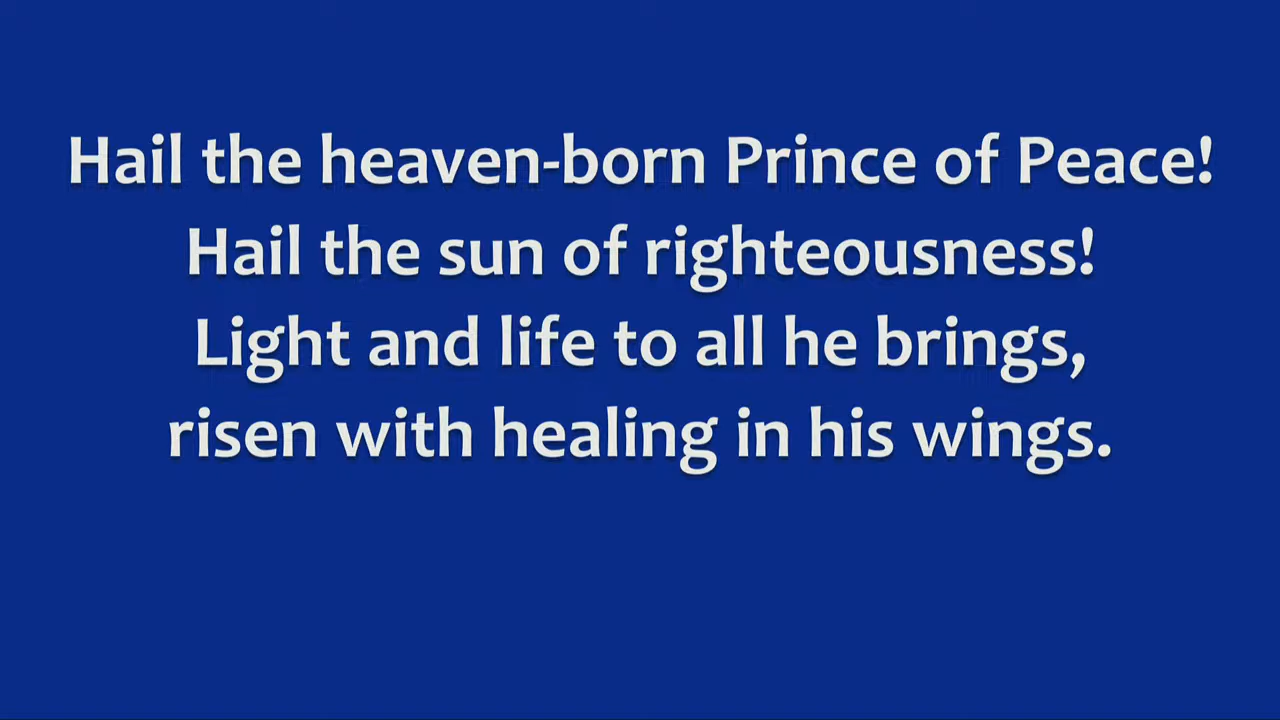 Hail the heaven-born Prince of Peace!
Hail the sun of righteousness!
Light and life to all he brings,
risen with healing in his wings.